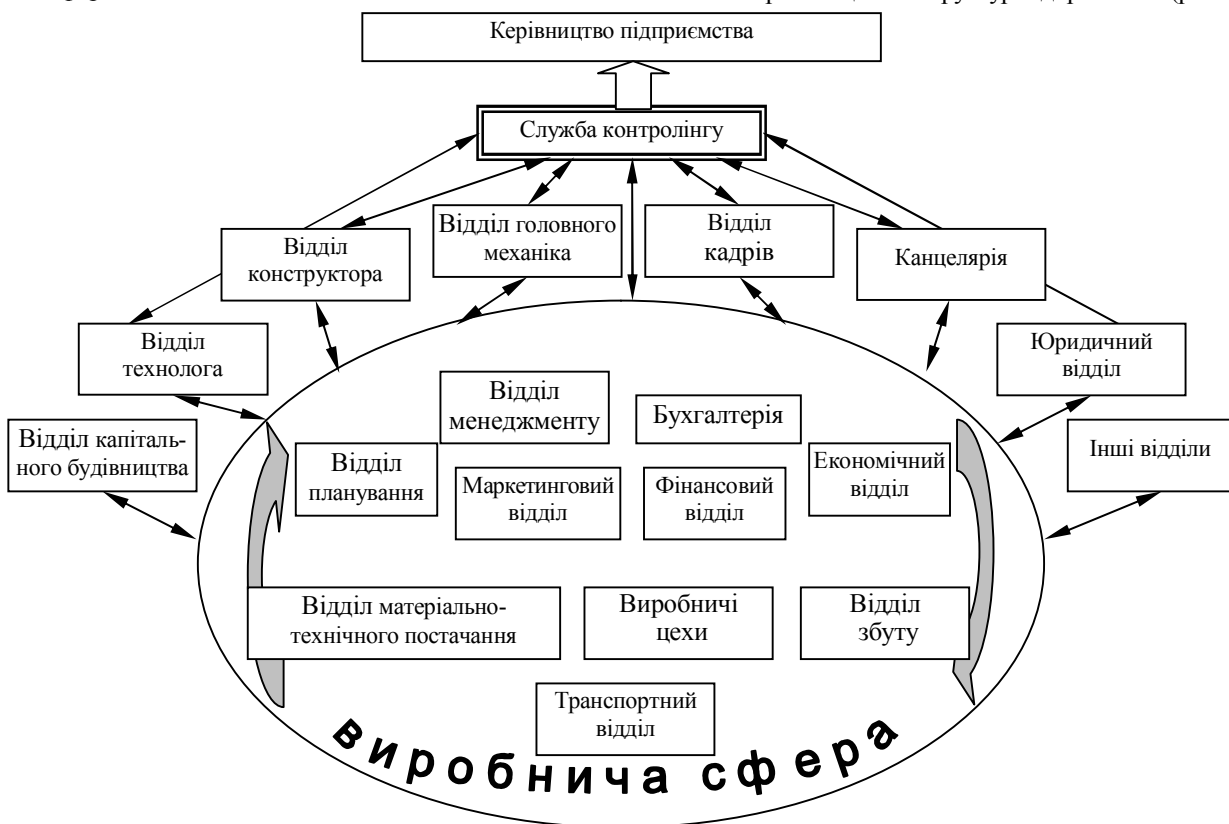 Керівництво підприємства
Служба контролінгу
Відділ головного
механіка
Відділ
кадрів
Відділ
конструктора
Канцелярія
Відділ
технолога
Юридичний
відділ
Відділ
менеджменту
Бухгалтерія
Відділ капіталь-
ного будівництва
Інші відділи
Відділ
планування
Маркетинговий
відділ
Фінансовий
відділ
Економічний
відділ
Відділ матеріально-
технічного постачання
Виробничі
цехи
Відділ
збуту
Транспортний
відділ
виробнича сфера